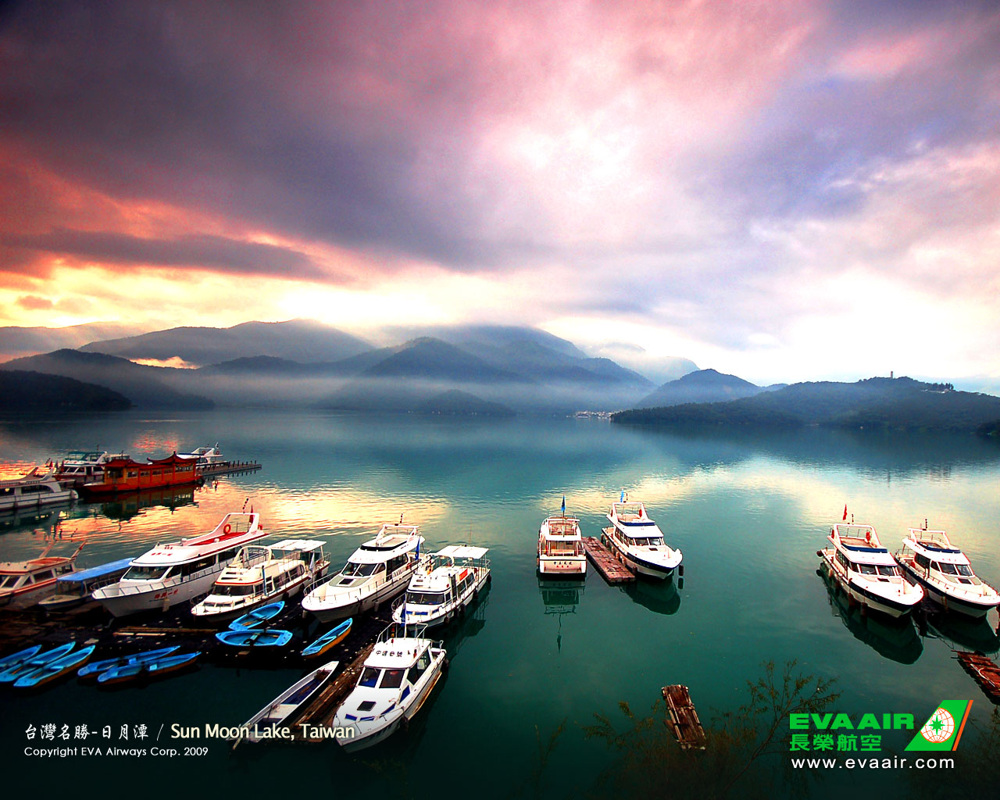 台灣名勝-日月潭 / Sun Moon Lake, Taiwan
Copyright EVA Airways Corp. 2009
EVA AIR
長榮航空
www.evaair.com